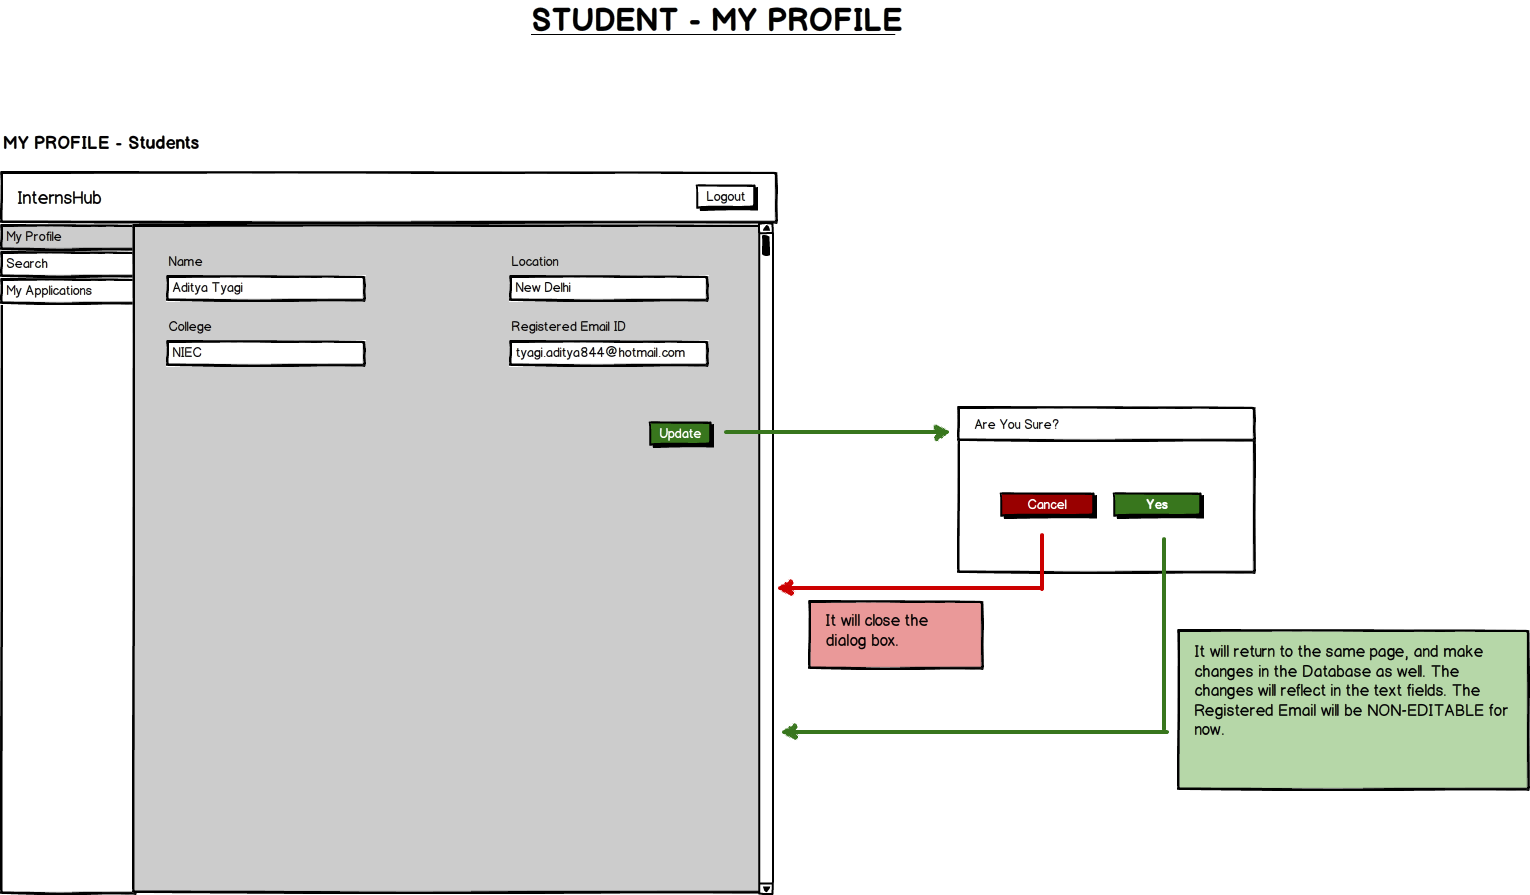 STUDENT - MY PROFILE
MY PROFILE - Students
InternsHub
Logout
My Profile
Search
My Applications
Name
Location
Aditya Tyagi
New Delhi
College
Registered Email ID
NIEC
tyagi.aditya844@hotmail.com
Update
Are You Sure?
Cancel
Yes
It will close the
dialog box.
It will return to the same page, and make
changes in the Database as well. The
changes will reflect in the text fields. The
Registered Email will be NON-EDITABLE for
now.